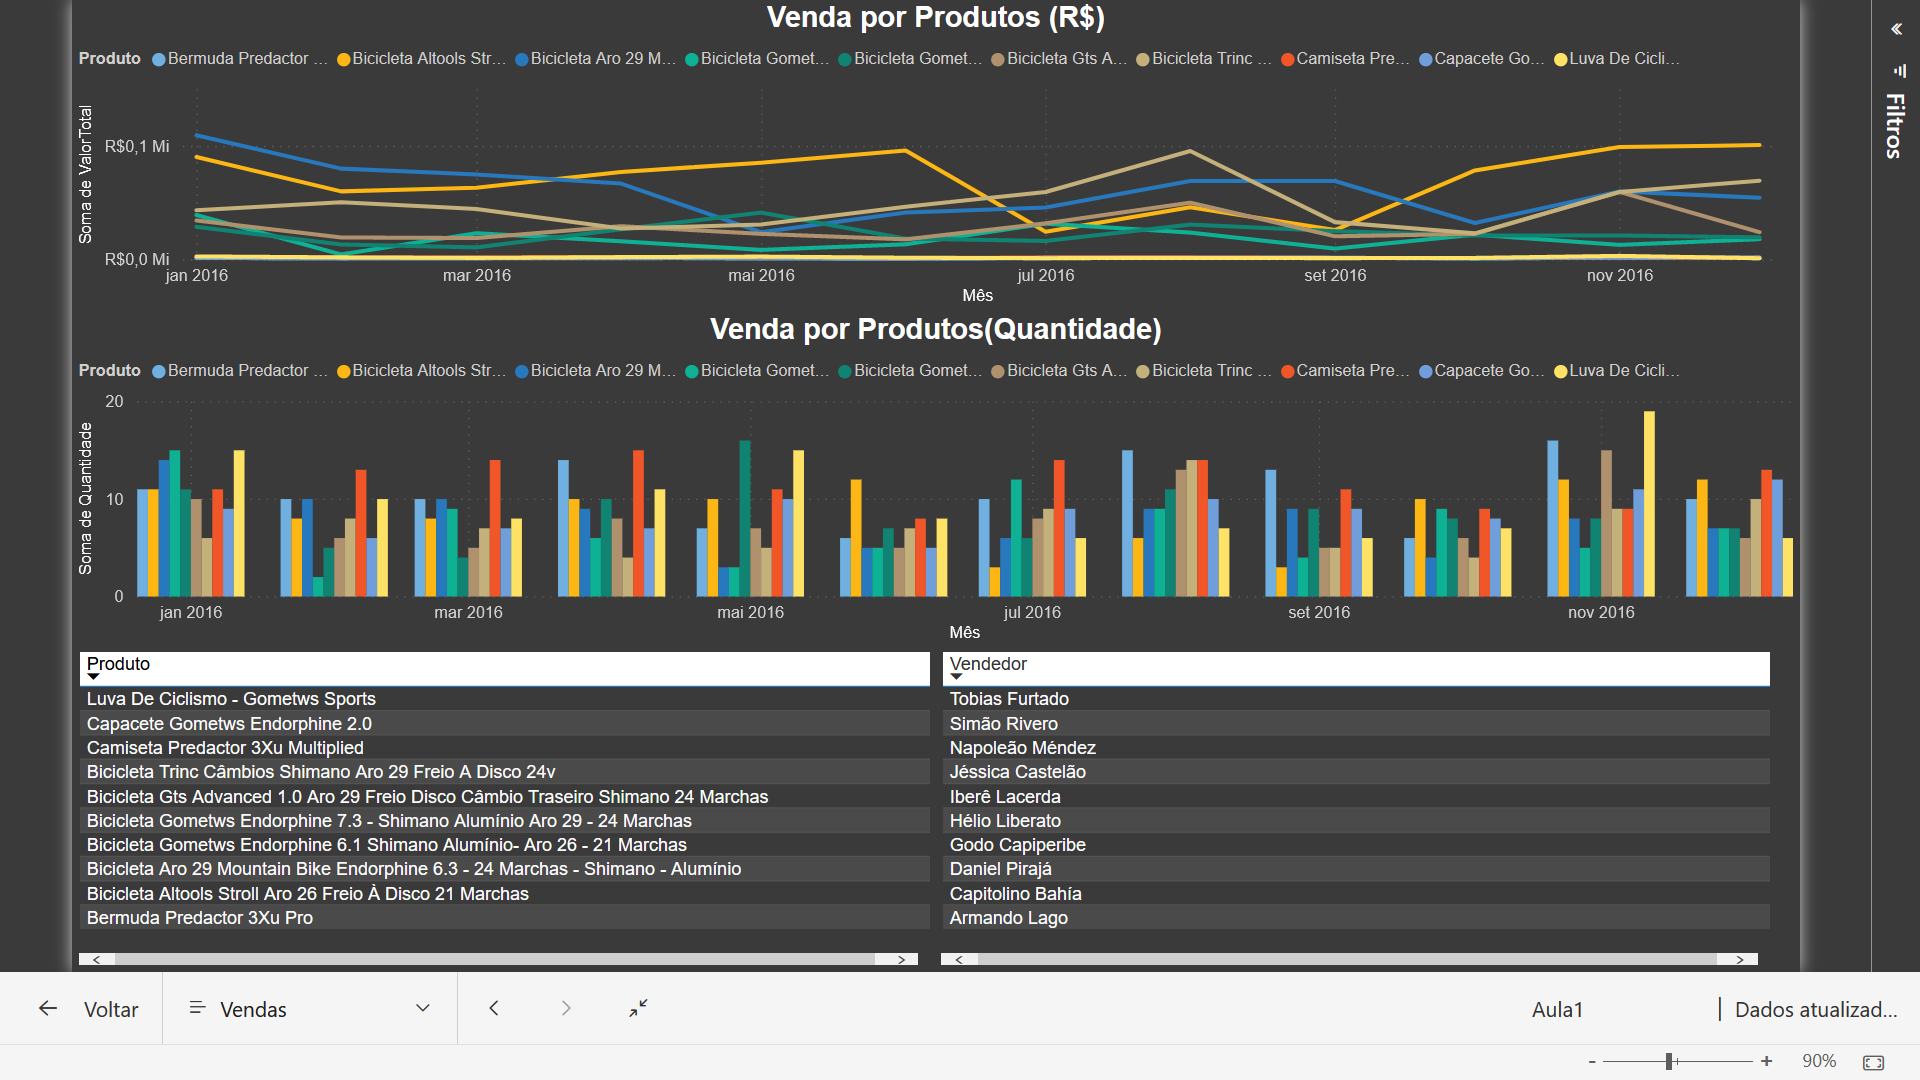 Venda por Produtos (R$)
Produto Bermuda Predactor ... Bicicleta Altools Str... Bicicleta Aro 29 M... Bicicleta Gomet... Bicicleta Gomet... Bicicleta Gts A... Bicicleta Trinc ... Camiseta Pre... Capacete Go... Luva De Cicli...
Soma de ValorTotal
R$0,1 Mi
R$0,0 Mi
jan 2016 mar 2016 mai 2016 jul 2016 set 2016 nov 2016
Mês
Venda por Produtos(Quantidade)
Produto Bermuda Predactor ... Bicicleta Altools Str... Bicicleta Aro 29 M... Bicicleta Gomet... Bicicleta Gomet... Bicicleta Gts A... Bicicleta Trinc ... Camiseta Pre... Capacete Go... Luva De Cicli...
Soma de Quantidade
20
10
0
jan 2016 mar 2016 mai 2016 jul 2016 set 2016 nov 2016
Mês
Produto
Luva De Ciclismo - Gometws Sports
Capacete Gometws Endorphine 2.0
Camiseta Predactor 3Xu Multiplied
Bicicleta Trinc Câmbios Shimano Aro 29 Freio A Disco 24v
Bicicleta Gts Advanced 1.0 Aro 29 Freio Disco Câmbio Traseiro Shimano 24 Marchas
Bicicleta Gometws Endorphine 7.3 - Shimano Alumínio Aro 29 - 24 Marchas
Bicicleta Gometws Endorphine 6.1 Shimano Alumínio- Aro 26 - 21 Marchas
Bicicleta Aro 29 Mountain Bike Endorphine 6.3 - 24 Marchas - Shimano - Alumínio
Bicicleta Altools Stroll Aro 26 Freio À Disco 21 Marchas
Bermuda Predactor 3Xu Pro
Vendedor
Tobias Furtado
Simão Rivero
Napoleão Méndez
Jéssica Castelão
Iberê Lacerda
Hélio Liberato
Godo Capiperibe
Daniel Pirajá
Capitolino Bahía
Armando Lago
Filtros
Voltar
Vendas
Aula1
Dados atualizad...
- + 90%